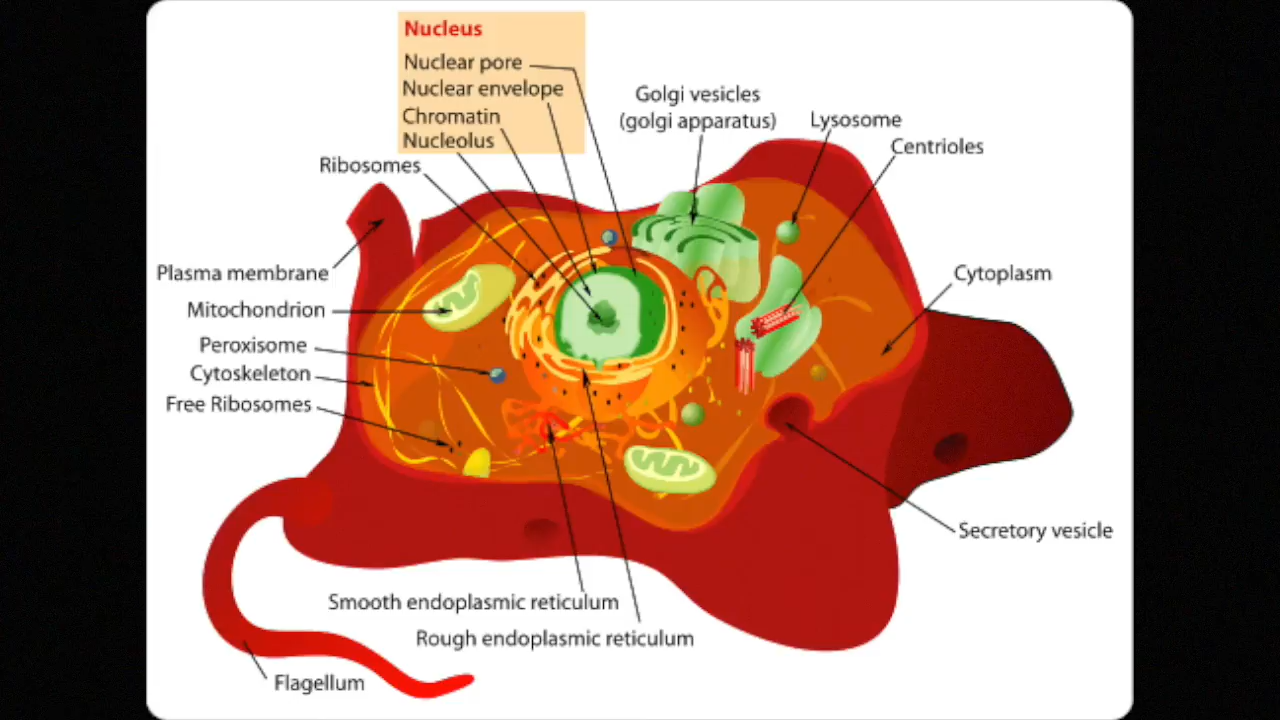 Nucleus
Nuclear pore
Nuclear envelope
Chromatin
Nucleolus
Golgi vesicles
(golgi apparatus)
Lysosome
Centrioles
Ribosomes
Plasma membrane
Cytoplasm
Mitochondrion
Peroxisome
Cytoskeleton
Free Ribosomes
Secretory vesicle
Smooth endoplasmic reticulum
Rough endoplasmic reticulum
Flagellum